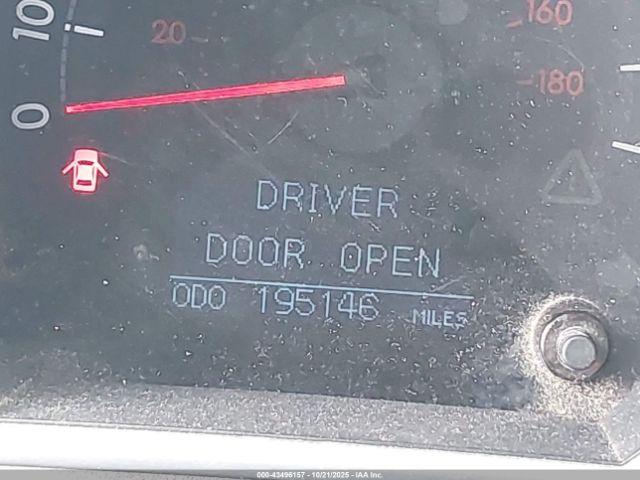 10
20
0
160
180
DRIVER
DOOR OPEN
ODO 195146 MILES
000-43496157 - 10/21/2025 - IAA Inc.